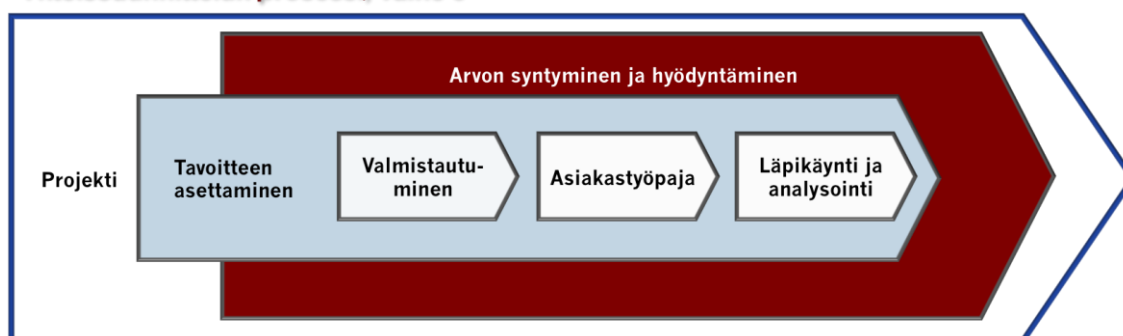 Arvon syntyminen ja hyödyntäminen
Projekti
Tavoitteen
asettaminen
Valmistautu-
minen
Asiakastyöpaja
Läpikäynti ja
analysointi